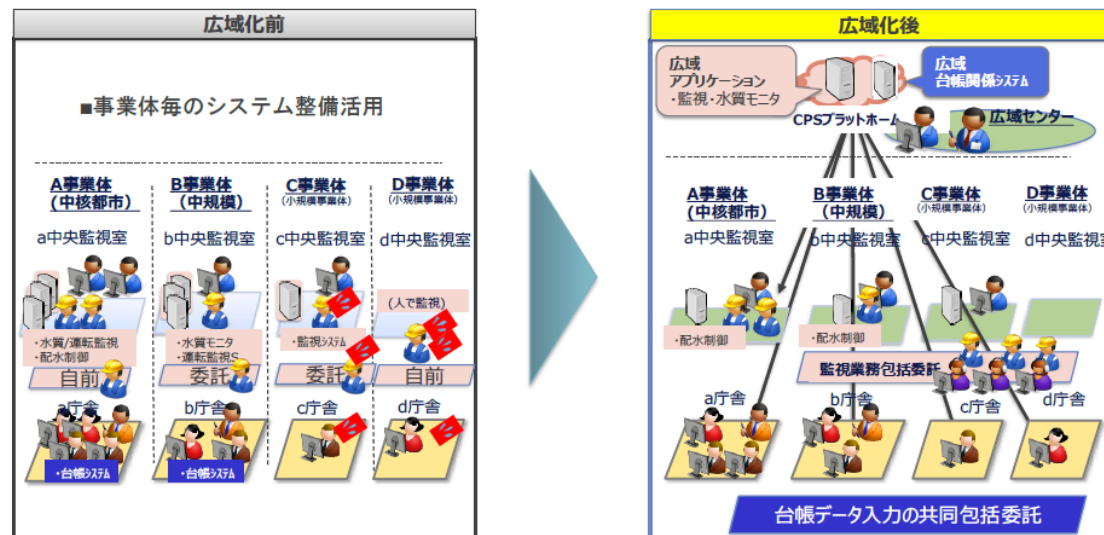 広域化前
■事業体毎のシステム整備活用
A事業体
（中核都市）
B事業体
（中規模）
C事業体
（小規模事業体）
D事業体
（小規模事業体）
a中央監視室
b中央監視室
c中央監視室
d中央監視室
（人で監視）
・水質/運転監視
・配水制御
・水質モニタ
・運転監視S
・監視システム
自前
委託
委託
自前
a庁舎
b庁舎
c庁舎
d庁舎
・台帳システム
・台帳システム
広域化後
広域
アプリケーション
・監視・水質モニタ
広域
台帳関係システム
CPSプラットホーム
広域センター
A事業体
（中核都市）
B事業体
（中規模）
C事業体
（小規模事業体）
D事業体
（小規模事業体）
a中央監視室
b中央監視室
c中央監視室
d中央監視室
・配水制御
・配水制御
監視業務包括委託
a庁舎
b庁舎
c庁舎
d庁舎
台帳データ入力の共同包括委託